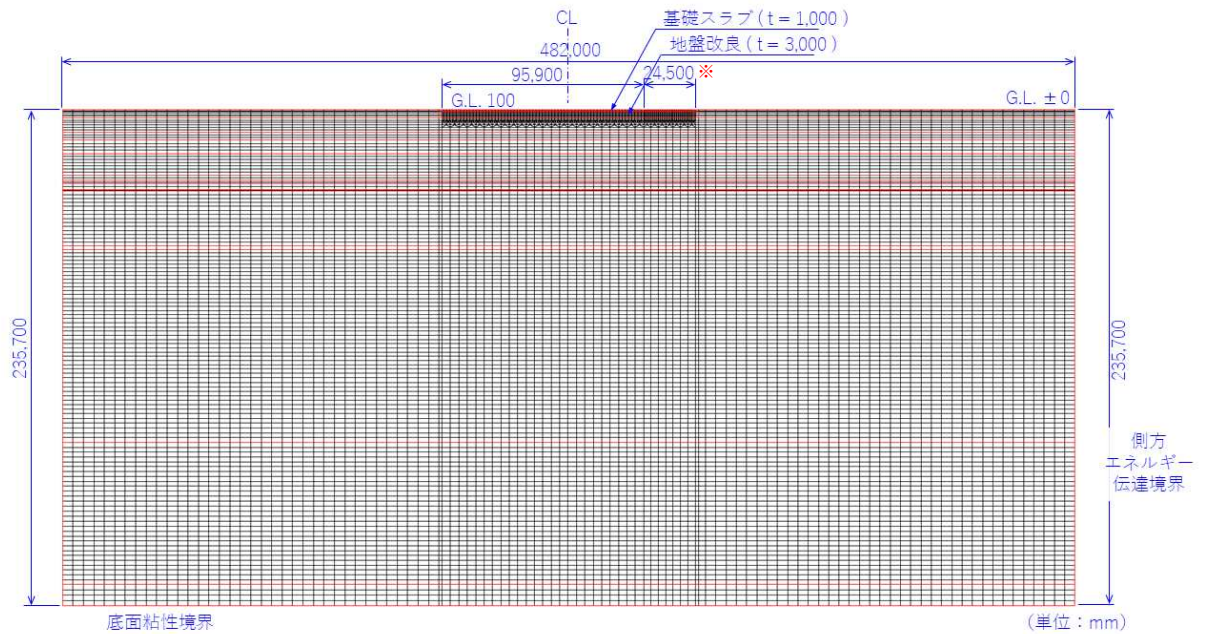 CL
基礎スラブ(t = 1,000)
地盤改良(t = 3,000)
482,000
95,900
24,500 ※
G.L. 100
G.L. ±0
235,700
235,700
側方
エネルギー
伝達境界
底面粘性境界
(単位：mm)